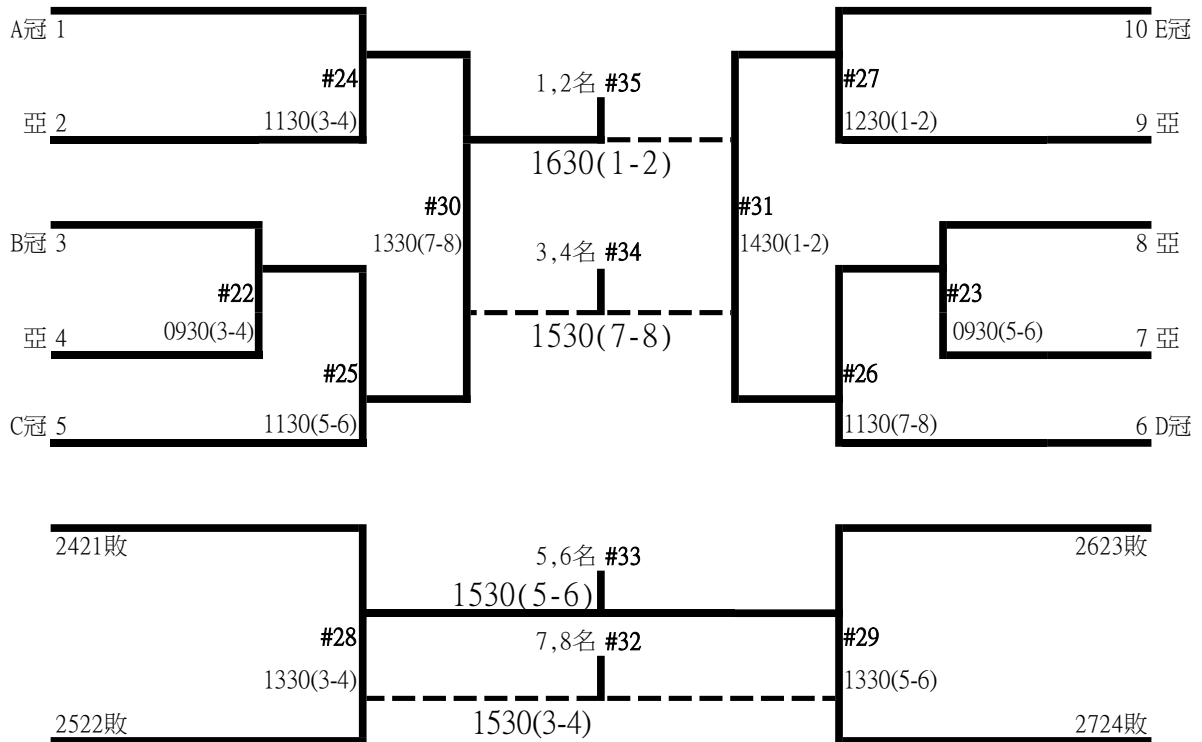 A冠 1
10 E冠
#24
1,2名 #35
#27
亞 2
1130(3-4)
1230(1-2)
9 亞
1630(1-2)
#30
#31
B冠 3
1330(7-8)
3,4名 #34
1430(1-2)
8 亞
#22
#23
亞 4
0930(3-4)
1530(7-8)
0930(5-6)
7 亞
#25
#26
C冠 5
1130(5-6)
1130(7-8)
6 D冠
2421敗
5,6名 #33
2623敗
1530(5-6)
#28
7,8名 #32
#29
1330(3-4)
1330(5-6)
2522敗
1530(3-4)
2724敗